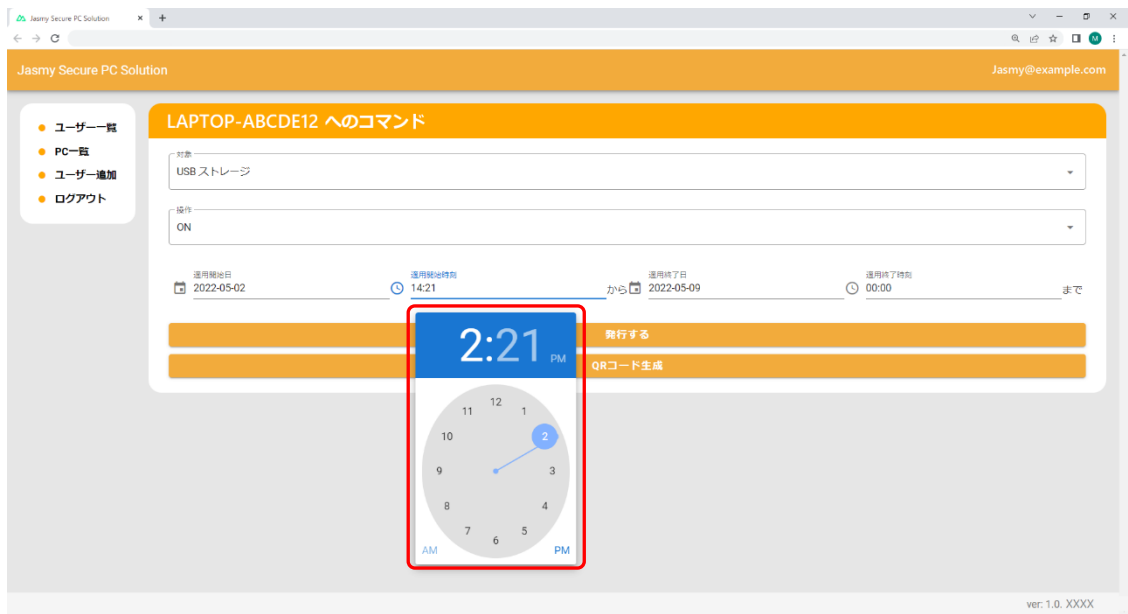 Jasmy Secure PC Solution
Jasmy Secure PC Solution
Jasmy@example.com
ユーザー一覧
PC一覧
ユーザー追加
ログアウト
LAPTOP-ABCDE12 へのコマンド
対象
USB ストレージ
操作
ON
適用開始日
2022-05-02
適用開始時刻
14:21
から
適用終了日
2022-05-09
適用終了時刻
00:00
まで
発行する
QRコード生成
2:21 PM
12
11
1
10
2
9
3
8
4
7
5
6
AM
PM
M
ver: 1.0. XXXX